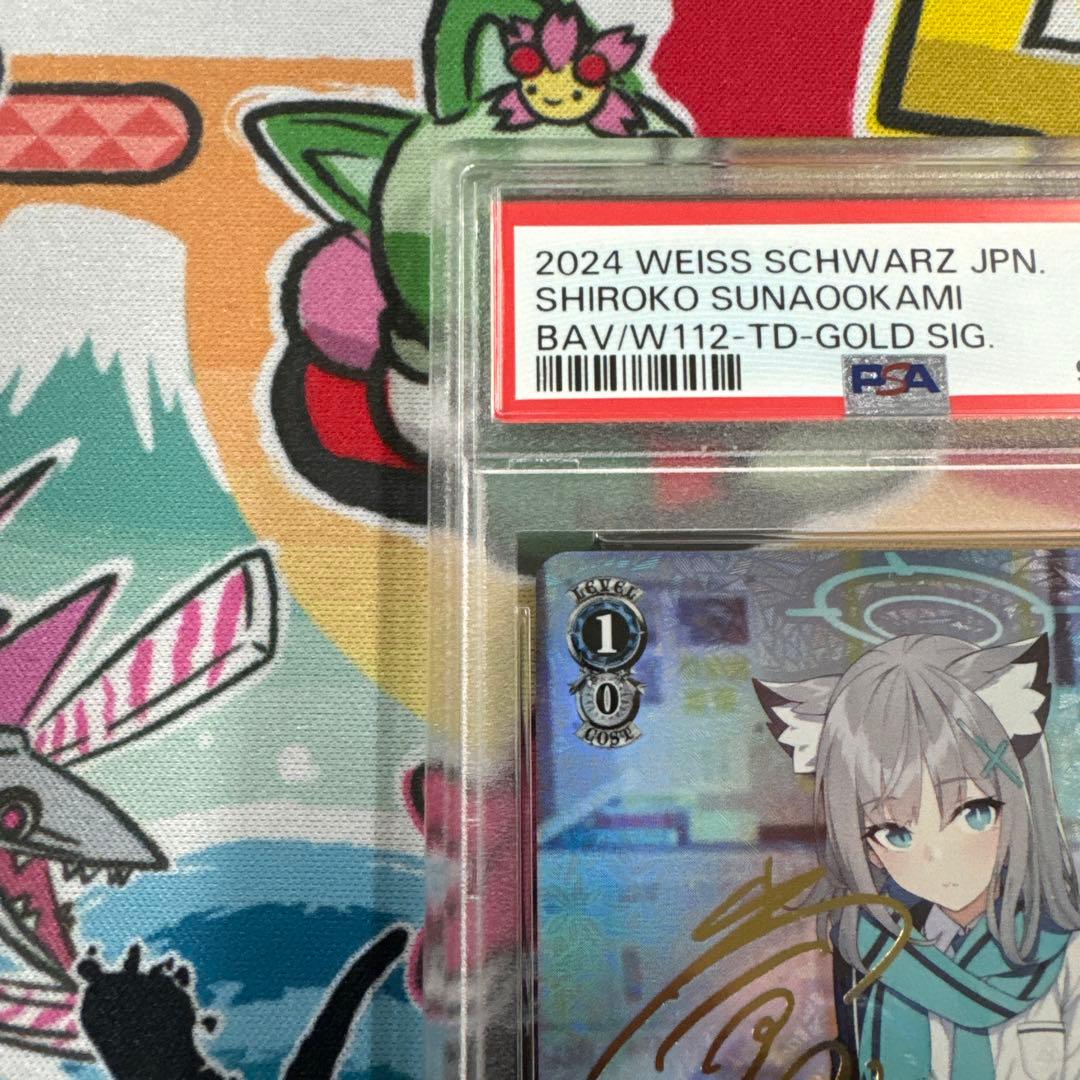 2024 WEISS SCHWARZ JPN.
SHIROKO SUNAOOKAMI
BAV/W112-TD-GOLD SIG.
PSA
LEVEL
1
0
COST